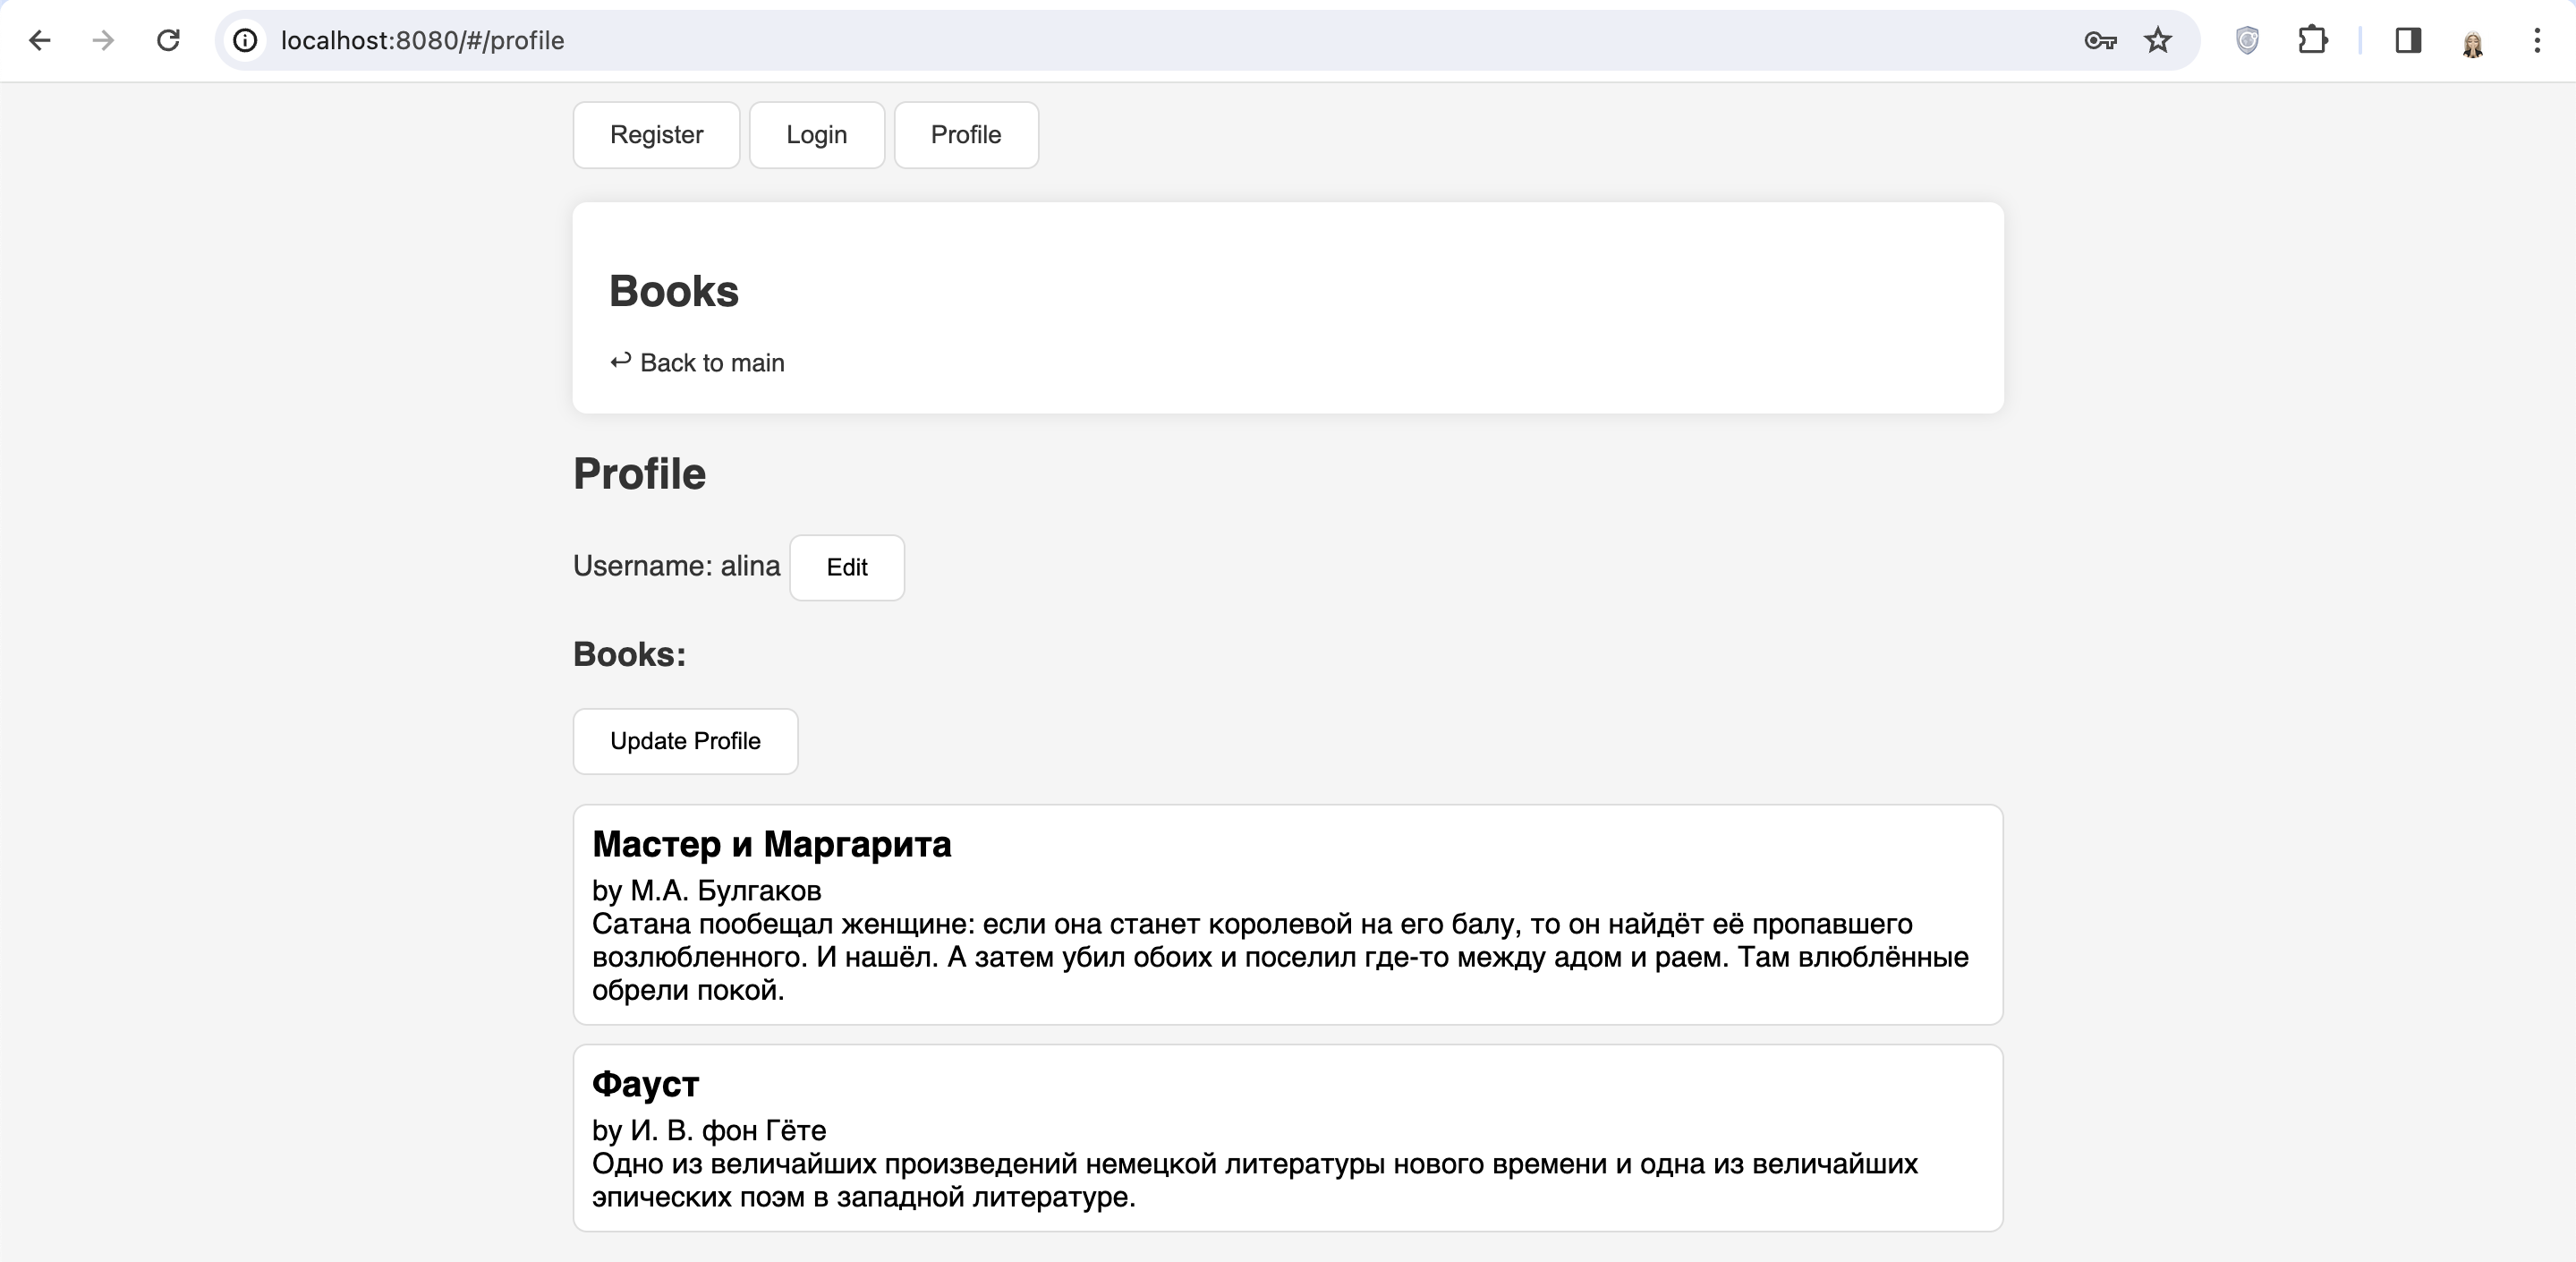 localhost:8080/#/profile
Register Login Profile
Books
↩ Back to main
Profile
Username: alina Edit
Books:
Update Profile
Мастер и Маргарита
by М.А. Булгаков
Сатана пообещал женщине: если она станет королевой на его балу, то он найдёт её пропавшего
возлюбленного. И нашёл. А затем убил обоих и поселил где-то между адом и раем. Там влюблённые
обрели покой.
Фауст
by И. В. фон Гёте
Одно из величайших произведений немецкой литературы нового времени и одна из величайших
эпических поэм в западной литературе.